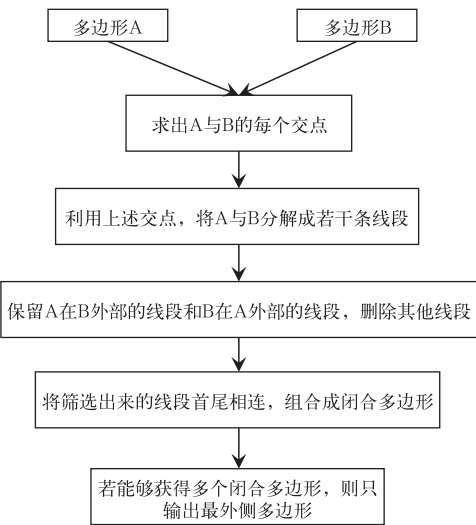 多边形A
多边形B
求出A与B的每个交点
利用上述交点，将A与B分解成若干条线段
保留A在B外部的线段和B在A外部的线段，删除其他线段
将筛选出来的线段首尾相连，组合成闭合多边形
若能够获得多个闭合多边形，则只
输出最外侧多边形